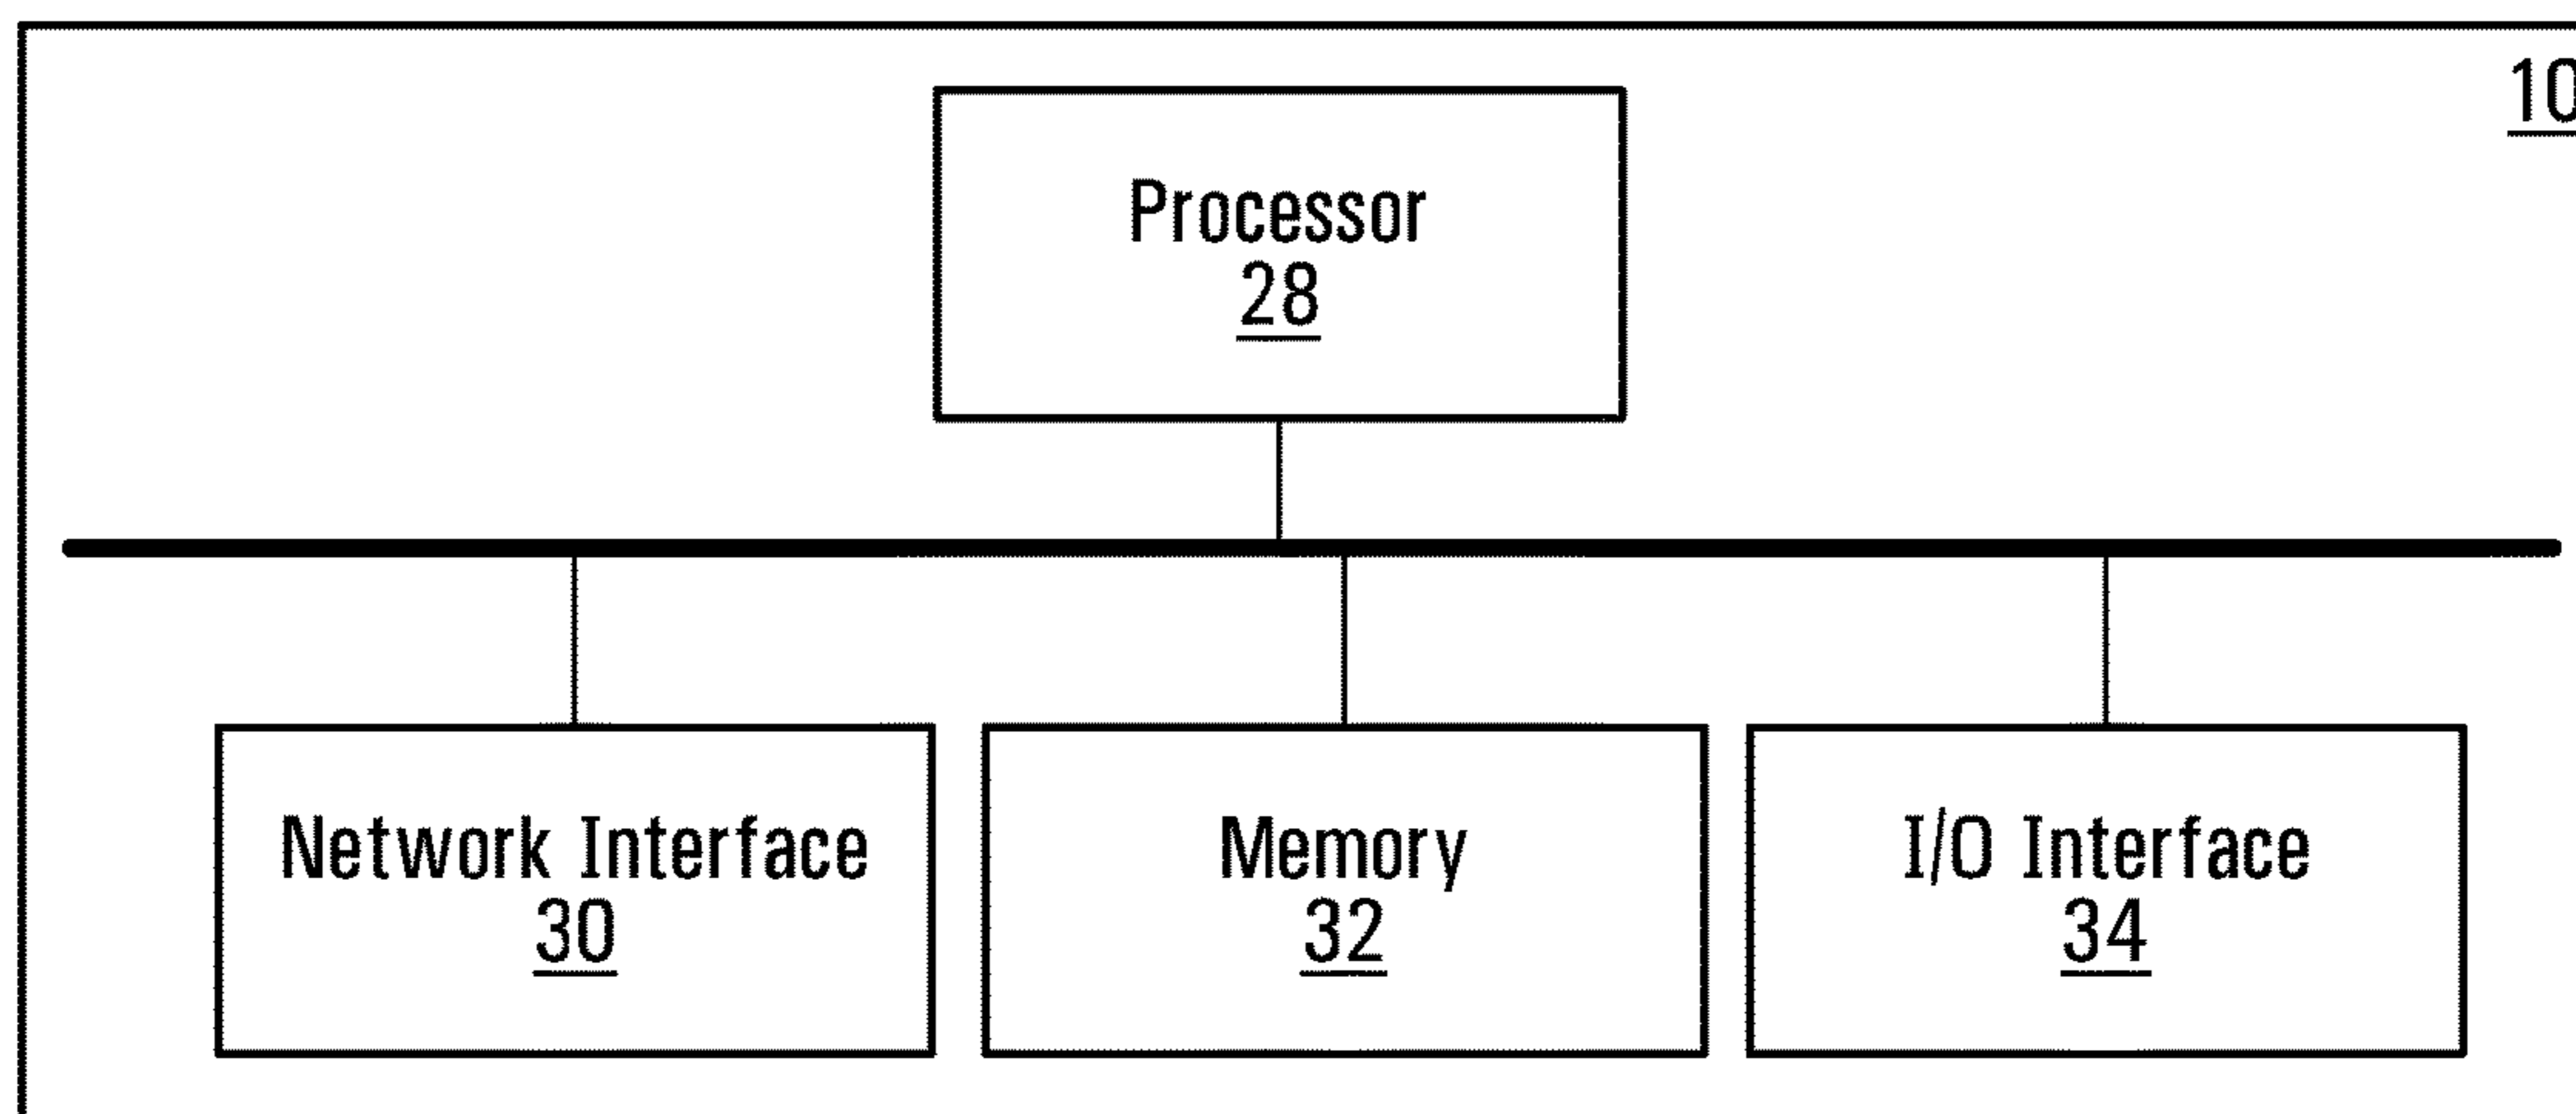 10
Processor
28
Network Interface
30
Memory
32
I/O Interface
34